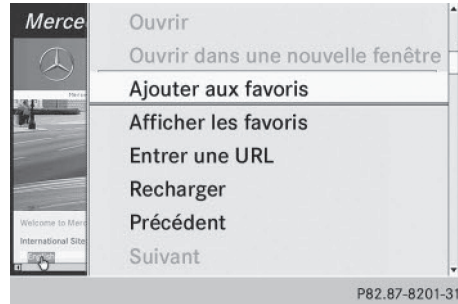 Merce
Ouvrir
Ouvrir dans une nouvelle fenêtre
Ajouter aux favoris
Afficher les favoris
Entrer une URL
Recharger
Précédent
Suivant
Welcome to Merc
International Site
P82.87-8201-31